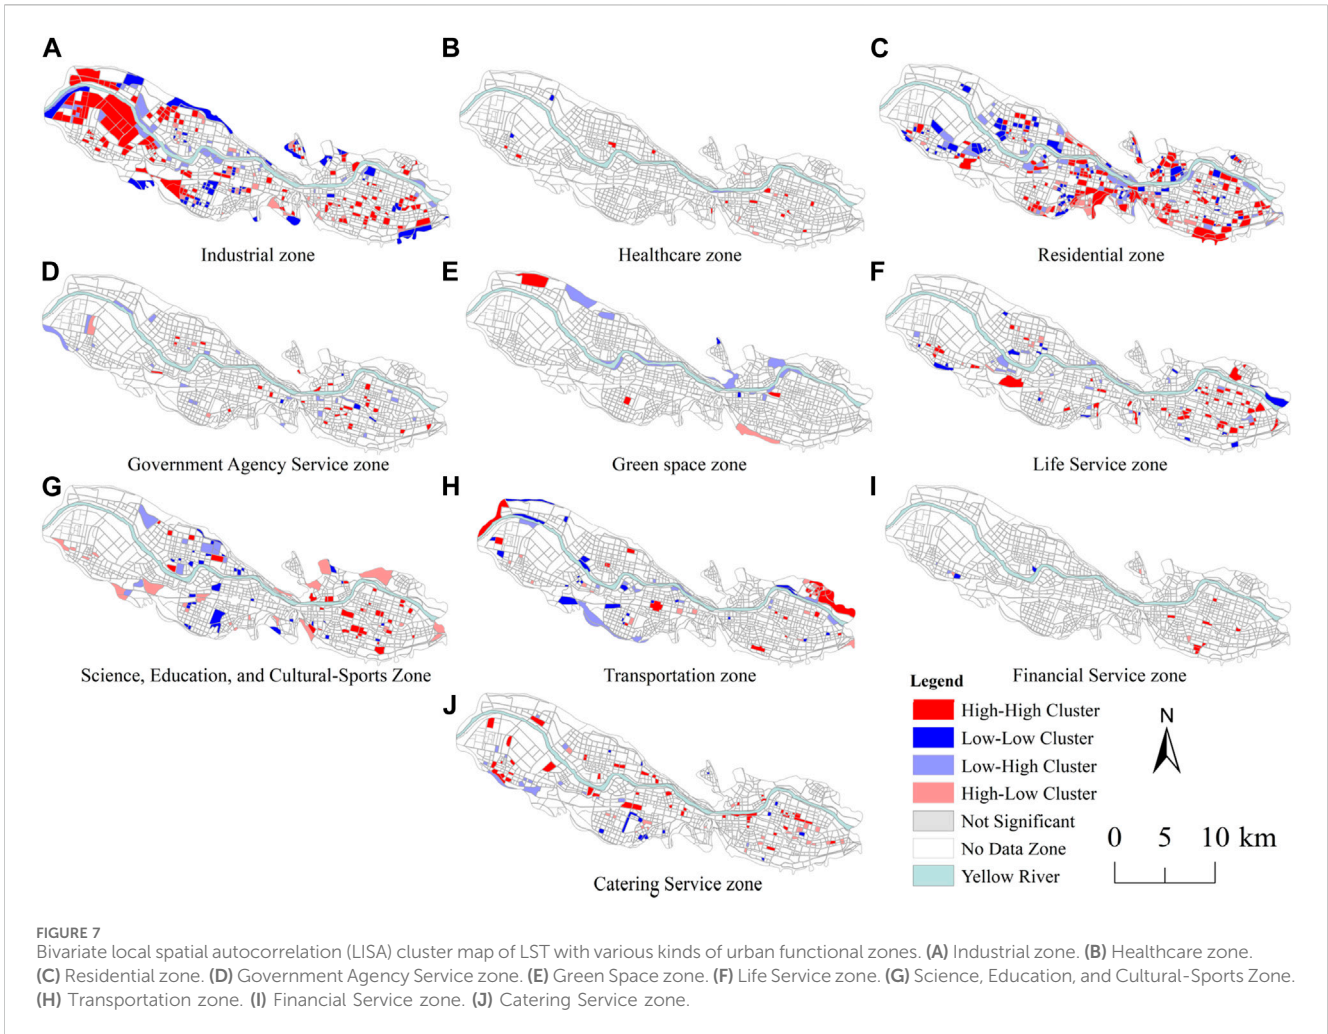 A
B
C
Industrial zone
Healthcare zone
Residential zone
D
E
F
Government Agency Service zone
Green space zone
Life Service zone
G
H
I
Science, Education, and Cultural-Sports Zone
Transportation zone
Financial Service zone
J
Catering Service zone
Legend
High-High Cluster
Low-Low Cluster
Low-High Cluster
High-Low Cluster
Not Significant
No Data Zone
Yellow River
N
0 5 10 km
FIGURE 7
Bivariate local spatial autocorrelation (LISA) cluster map of LST with various kinds of urban functional zones. (A) Industrial zone. (B) Healthcare zone.
(C) Residential zone. (D) Government Agency Service zone. (E) Green Space zone. (F) Life Service zone. (G) Science, Education, and Cultural-Sports Zone.
(H) Transportation zone. (I) Financial Service zone. (J) Catering Service zone.